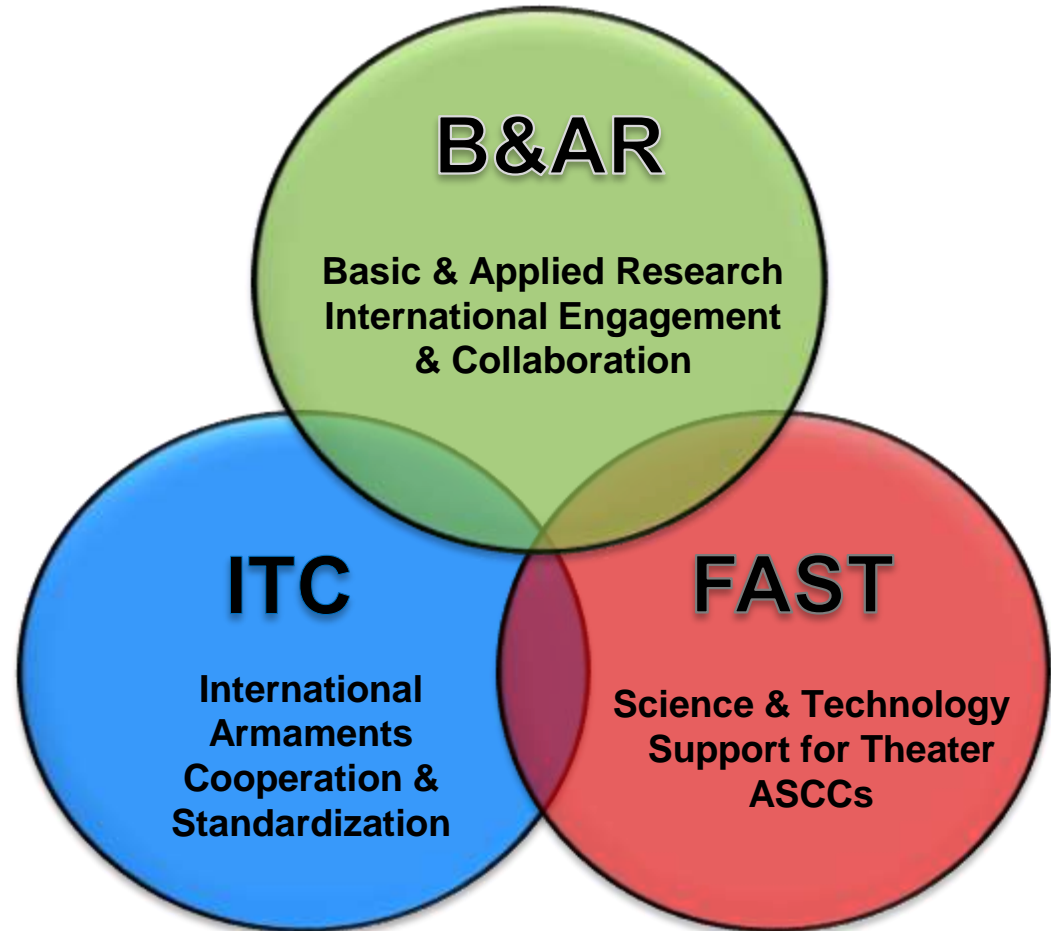 B&AR
Basic & Applied Research
International Engagement
& Collaboration
ITC
International
Armaments
Cooperation &
Standardization
FAST
Science & Technology
Support for Theater
ASCCs